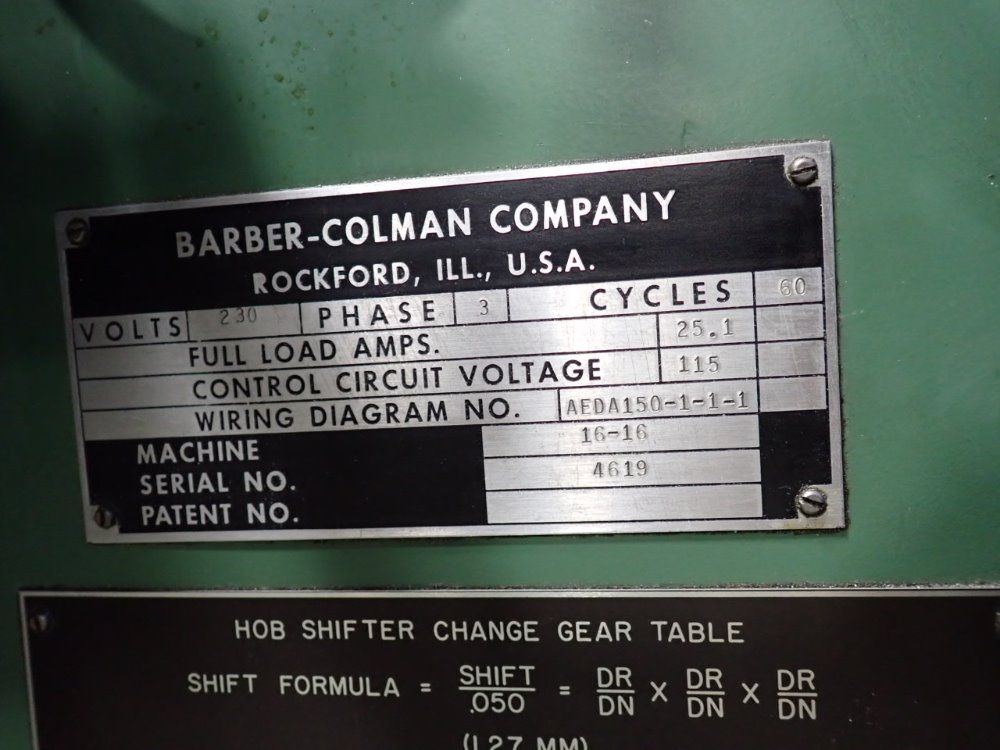 BARBER-COLMAN COMPANY
ROCKFORD, ILL., U.S.A.
VOLTS 230 PHASE 3 CYCLES 60
FULL LOAD AMPS. 25.1
CONTROL CIRCUIT VOLTAGE 115
WIRING DIAGRAM NO. AEDA150-1-1-1
MACHINE 16-16
SERIAL NO. 4619
PATENT NO.
HOB SHIFTER CHANGE GEAR TABLE
SHIFT FORMULA = SHIFT/.050 = DR/DN X DR/DN X DR/DN
(1.27 MM)